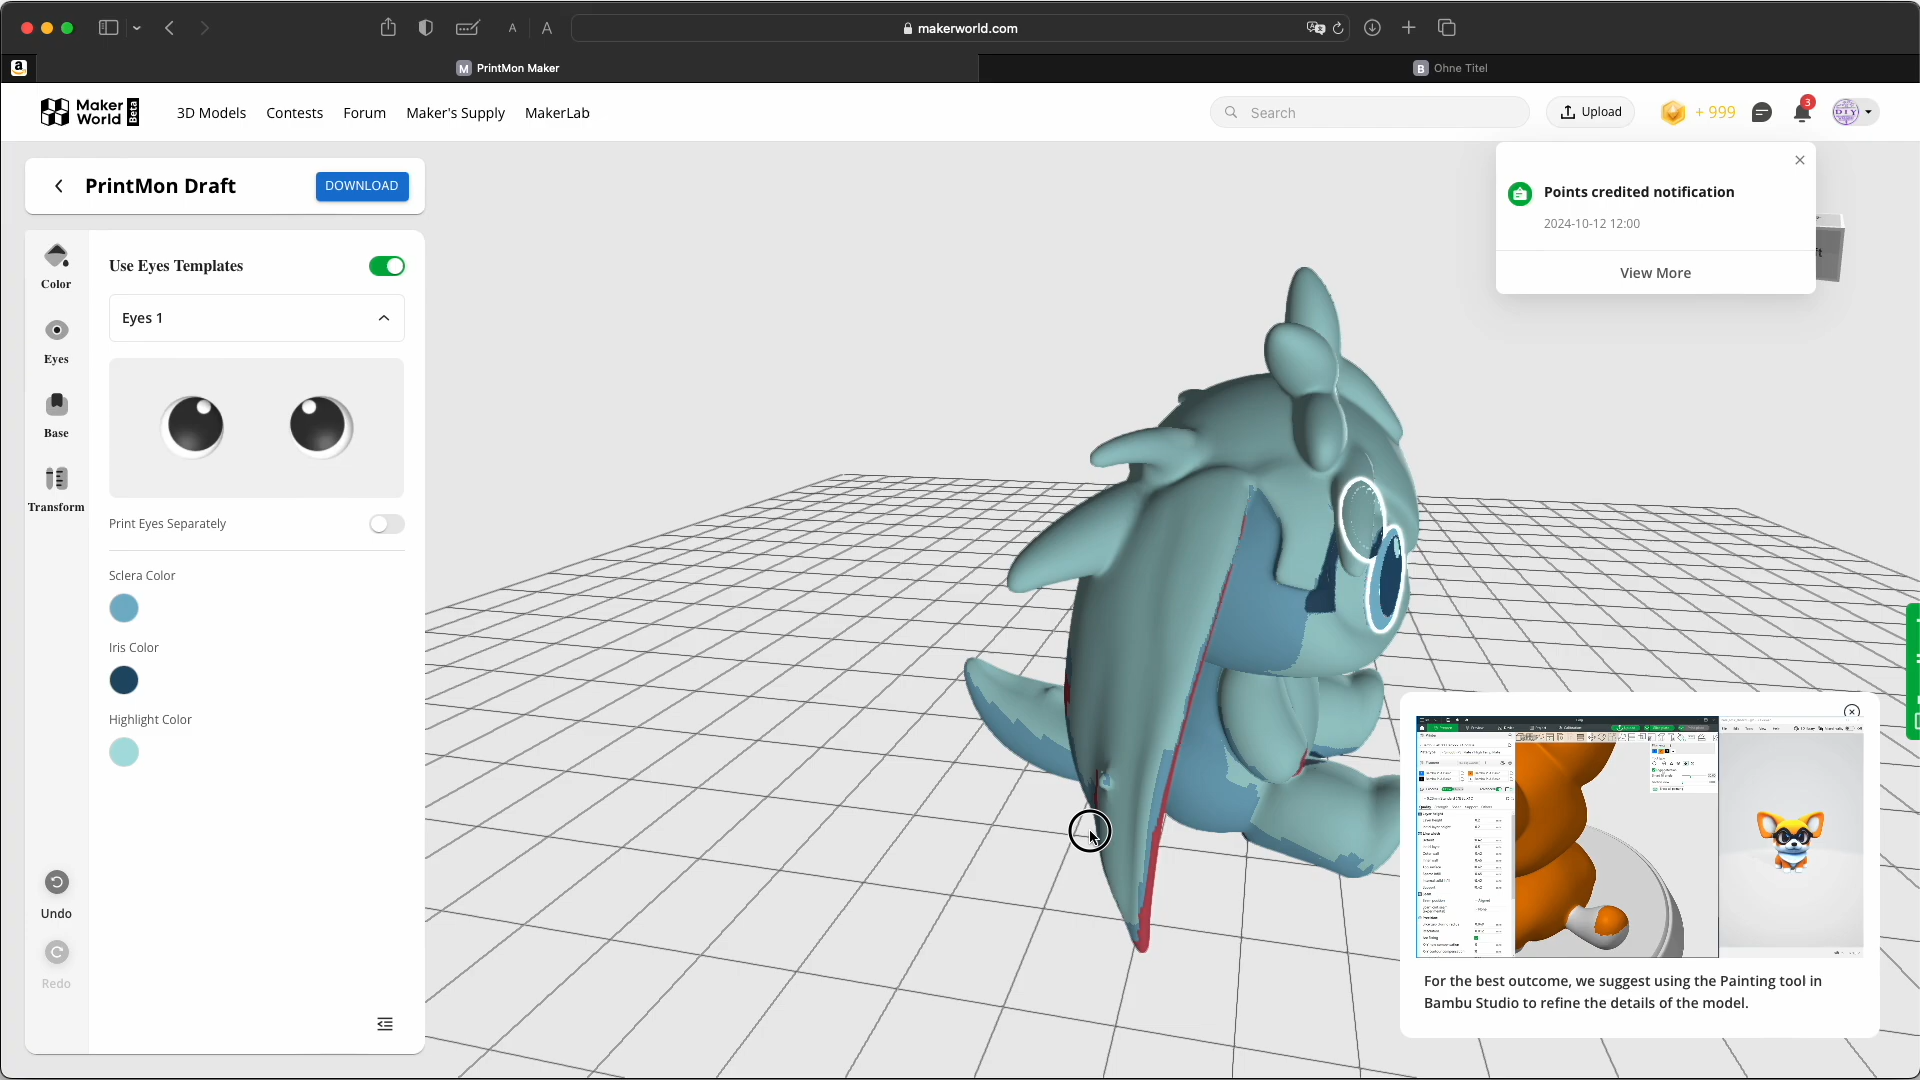 makerworld.com
PrintMon Maker
Ohne Titel
Maker World Beta
3D Models
Contests
Forum
Maker's Supply
MakerLab
Search
Upload
+ 999
3
DIY
PrintMon Draft
DOWNLOAD
Points credited notification
2024-10-12 12:00
View More
Color
Eyes
Base
Transform
Undo
Redo
Use Eyes Templates
Eyes 1
Print Eyes Separately
Sclera Color
Iris Color
Highlight Color
For the best outcome, we suggest using the Painting tool in
Bambu Studio to refine the details of the model.